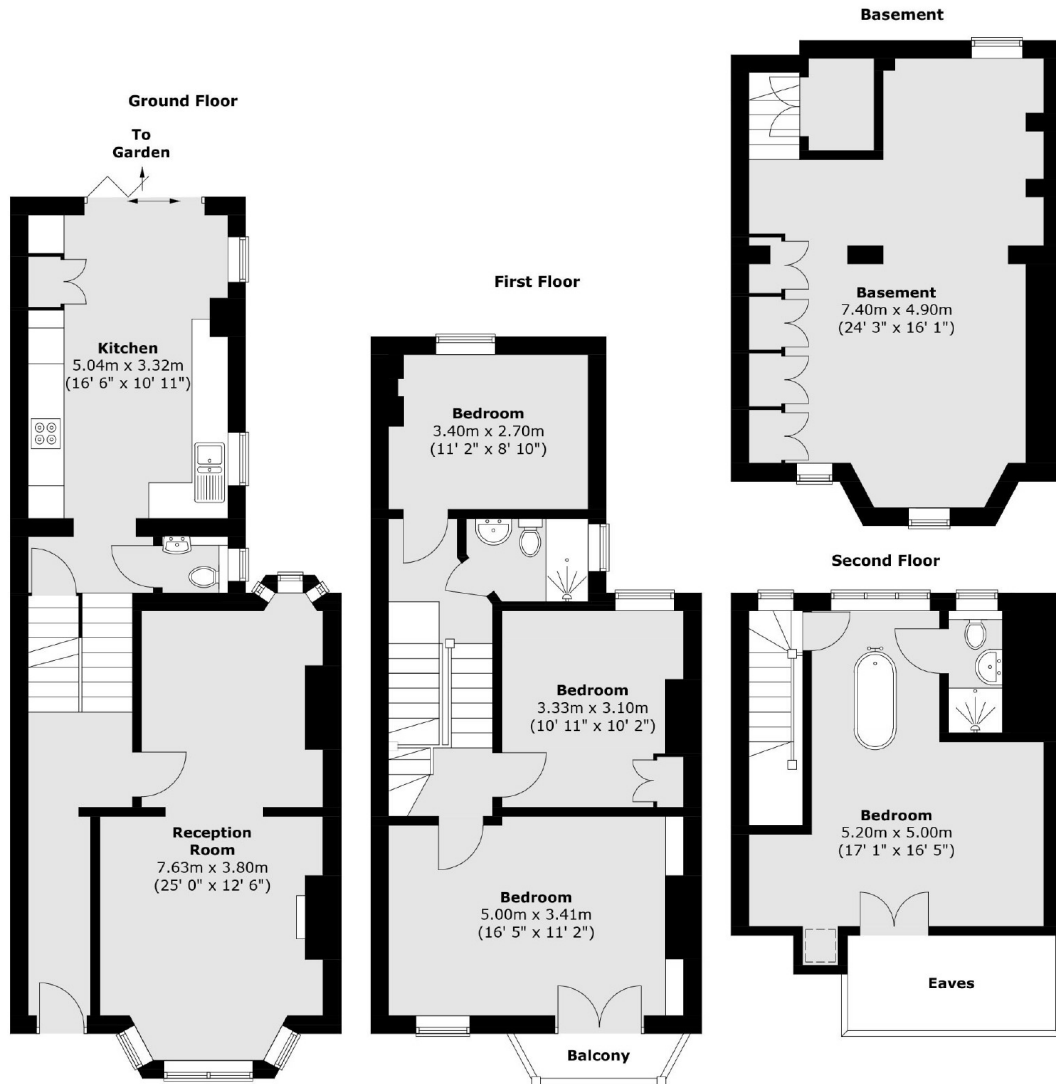 Ground Floor
To
Garden
Kitchen
5.04m x 3.32m
(16' 6" x 10' 11")
Reception
Room
7.63m x 3.80m
(25' 0" x 12' 6")
First Floor
Bedroom
3.40m x 2.70m
(11' 2" x 8' 10")
Bedroom
3.33m x 3.10m
(10' 11" x 10' 2")
Bedroom
5.00m x 3.41m
(16' 5" x 11' 2")
Balcony
Basement
Basement
7.40m x 4.90m
(24' 3" x 16' 1")
Second Floor
Bedroom
5.20m x 5.00m
(17' 1" x 16' 5")
Eaves